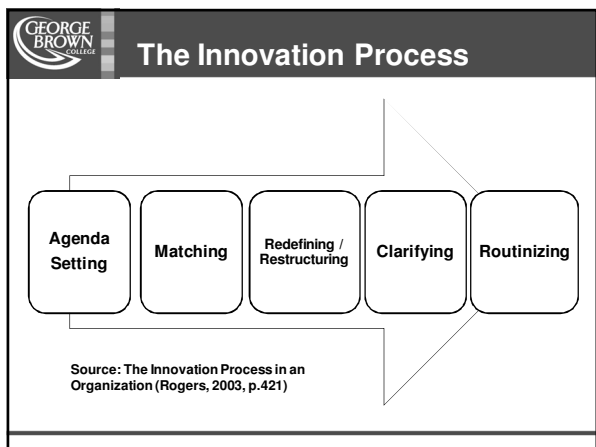 GEORGE
BROWN
COLLEGE
The Innovation Process
Agenda
Setting
Matching
Redefining /
Restructuring
Clarifying
Routinizing
Source: The Innovation Process in an
Organization (Rogers, 2003, p.421)